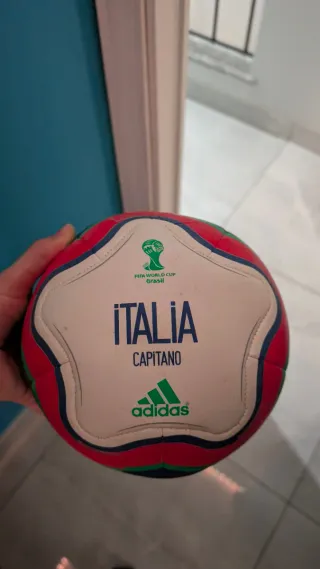 FIFA WORLD CUP
Brasil
iTALiA
CAPITANO
adidas